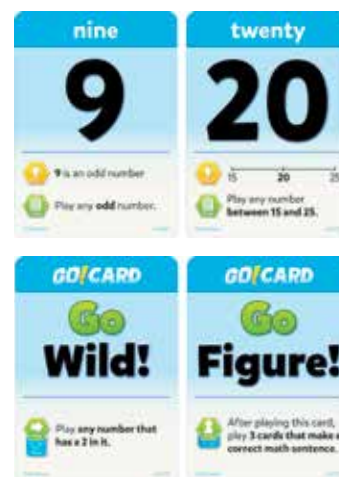 nine
9
9 is an odd number
Play any odd number.
twenty
20
15 20 25
Play any number
between 15 and 25.
GO!CARD
Go
Wild!
Play any number that
has a 2 in it.
GO!CARD
Go
Figure!
After playing this card,
play 3 cards that make a
correct math sentence.